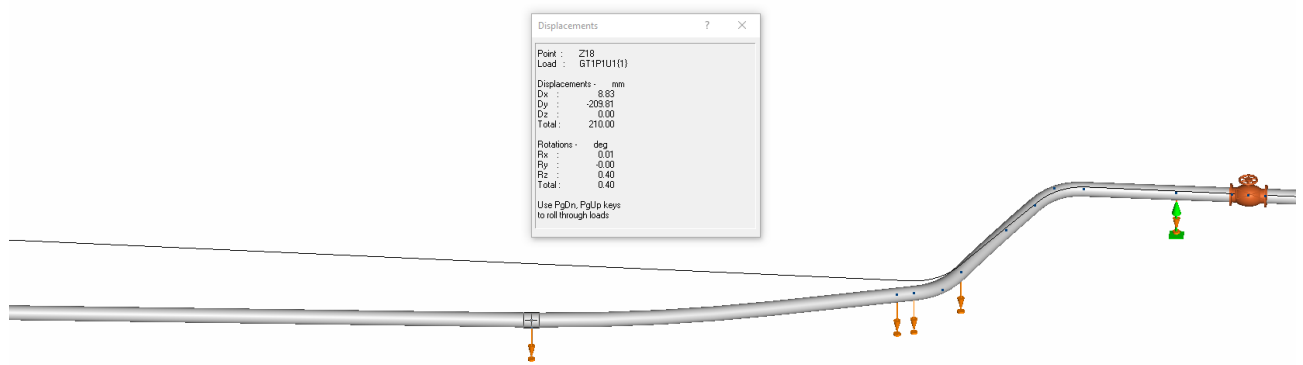 Displacements ? ×
Point : Z18
Load : GT1P1U1{1}
Displacements - mm
Dx : 8.83
Dy : -209.81
Dz : 0.00
Total : 210.00
Rotations - deg
Rx : 0.01
Ry : -0.00
Rz : 0.40
Total : 0.40
Use PgDn, PgUp keys
to roll through loads